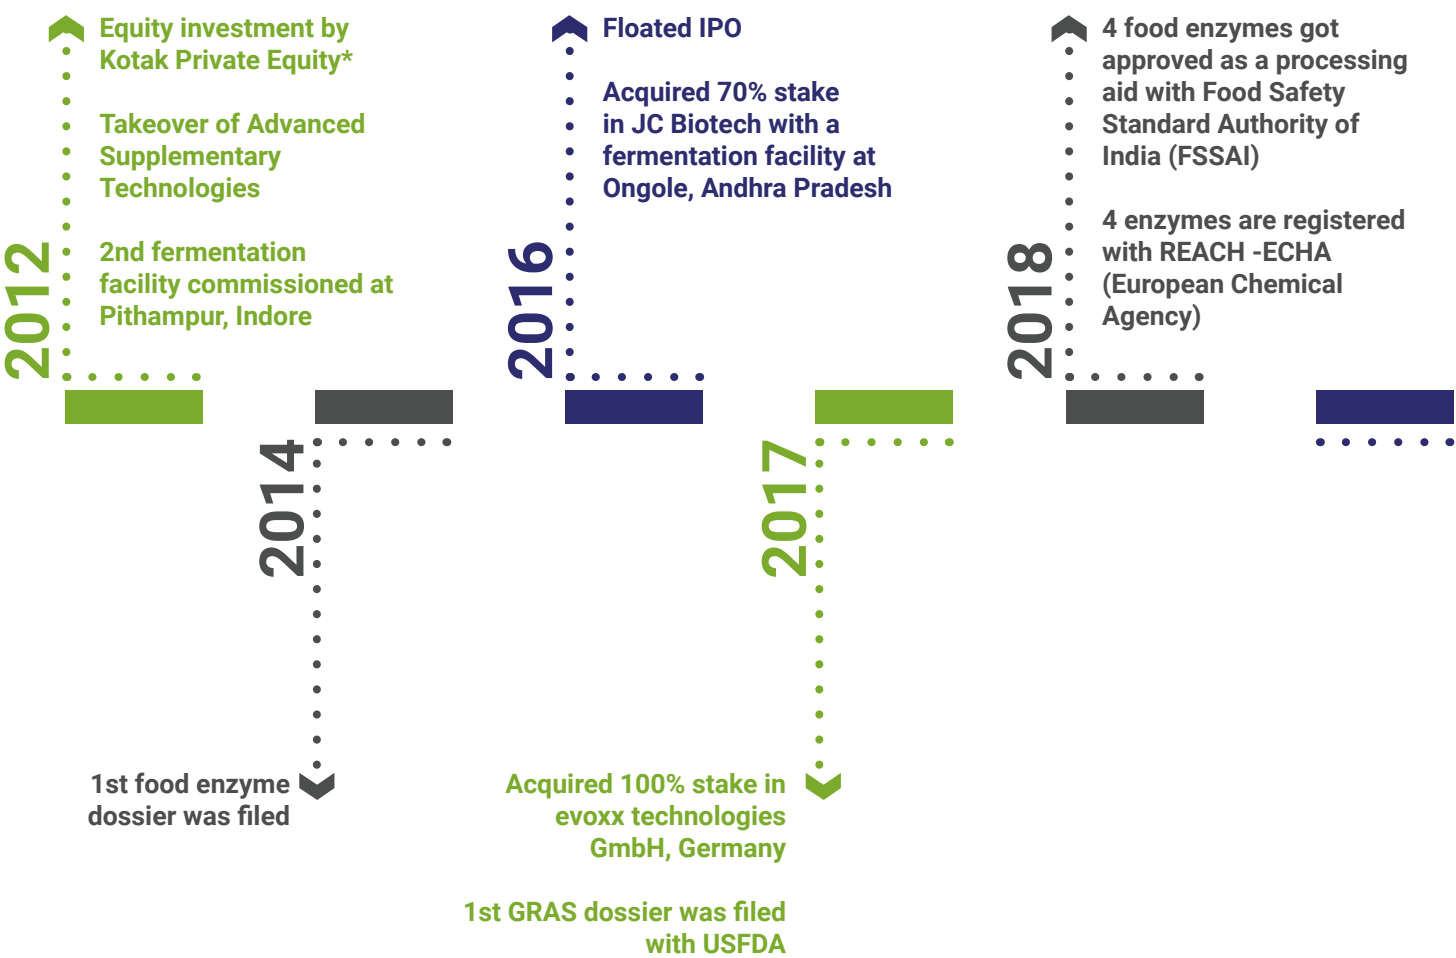 2012
Equity investment by
Kotak Private Equity*
Takeover of Advanced
Supplementary
Technologies
2nd fermentation
facility commissioned at
Pithampur, Indore
2014
1st food enzyme
dossier was filed
2016
Floated IPO
Acquired 70% stake
in JC Biotech with a
fermentation facility at
Ongole, Andhra Pradesh
2017
Acquired 100% stake in
evoxx technologies
GmbH, Germany
1st GRAS dossier was filed
with USFDA
2018
4 food enzymes got
approved as a processing
aid with Food Safety
Standard Authority of
India (FSSAI)
4 enzymes are registered
with REACH -ECHA
(European Chemical
Agency)